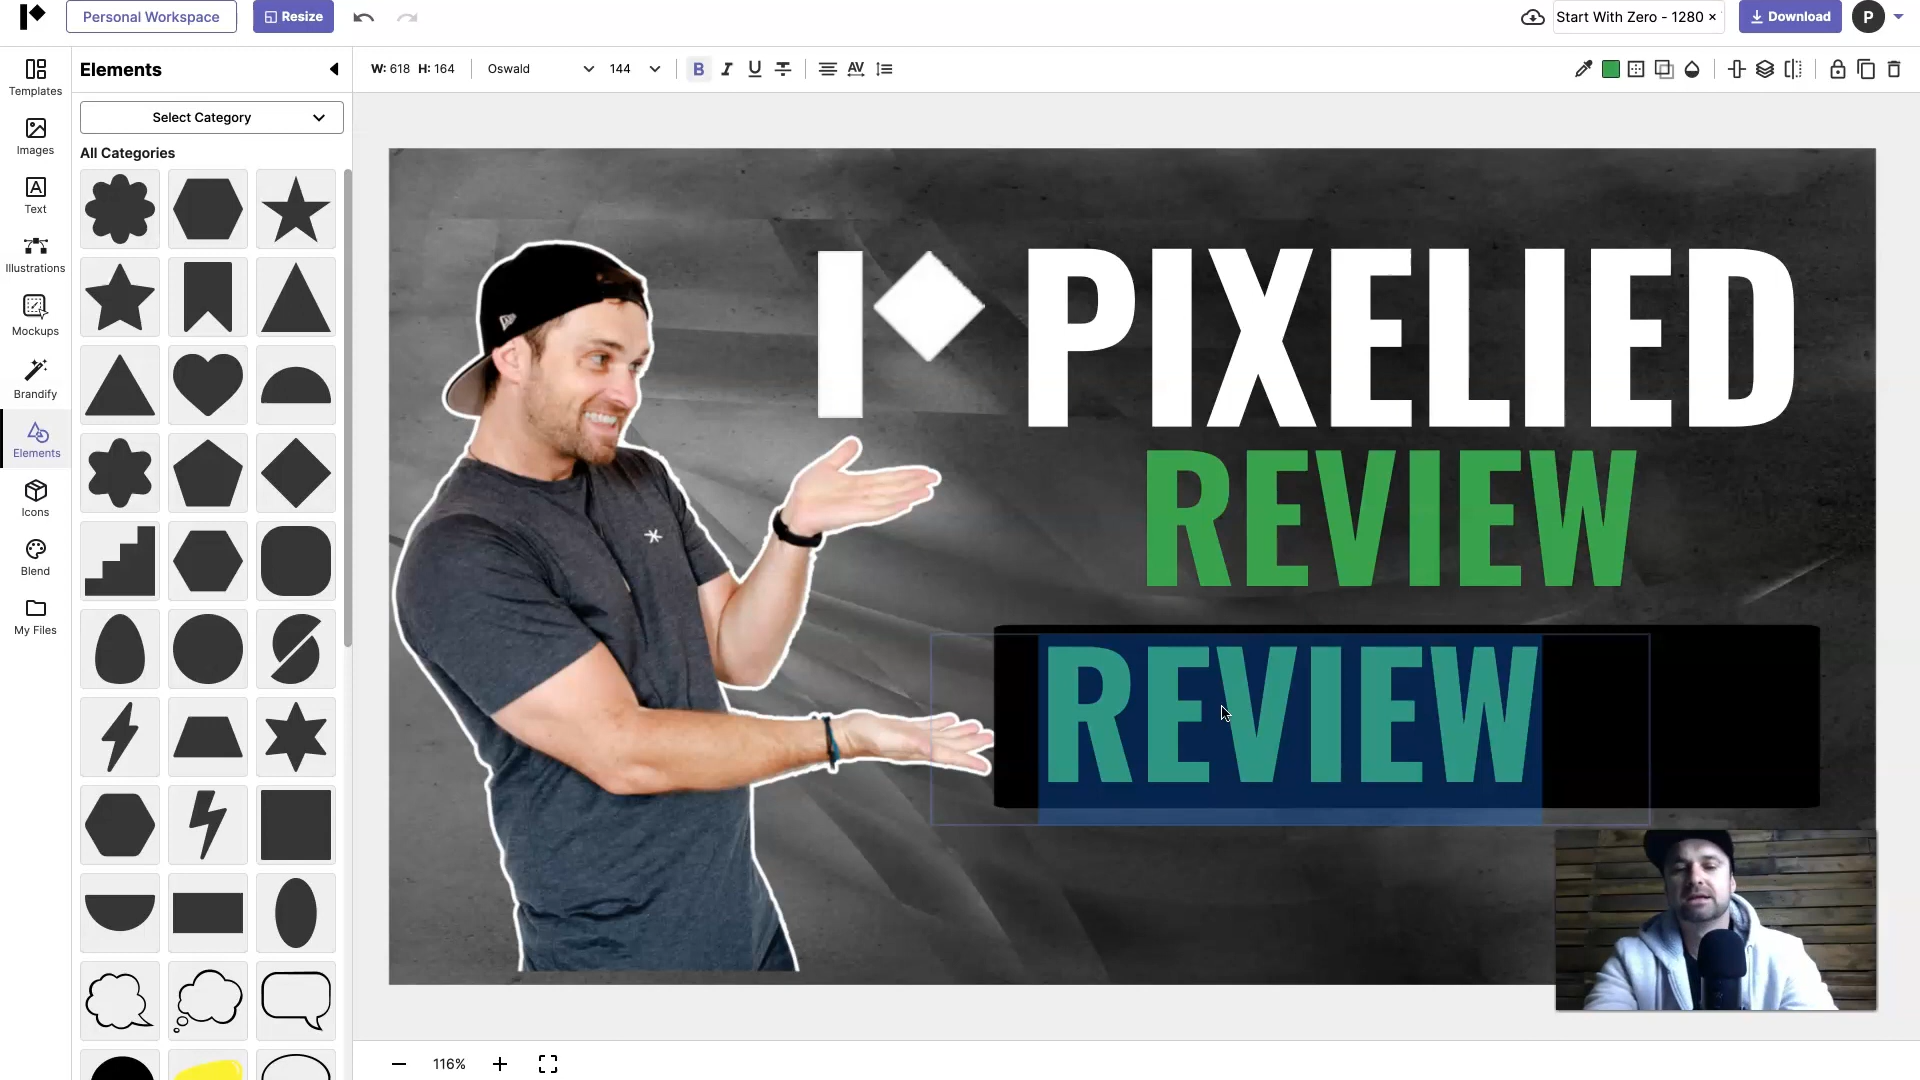 Personal Workspace
Resize
Start With Zero - 1280 ×
Download
P
Templates
Images
Text
Illustrations
Mockups
Brandify
Elements
Icons
Blend
My Files
Elements
Select Category
All Categories
W: 618 H: 164
Oswald
144
B
I
U
S
AV
PIXELIED
REVIEW
REVIEW
116%